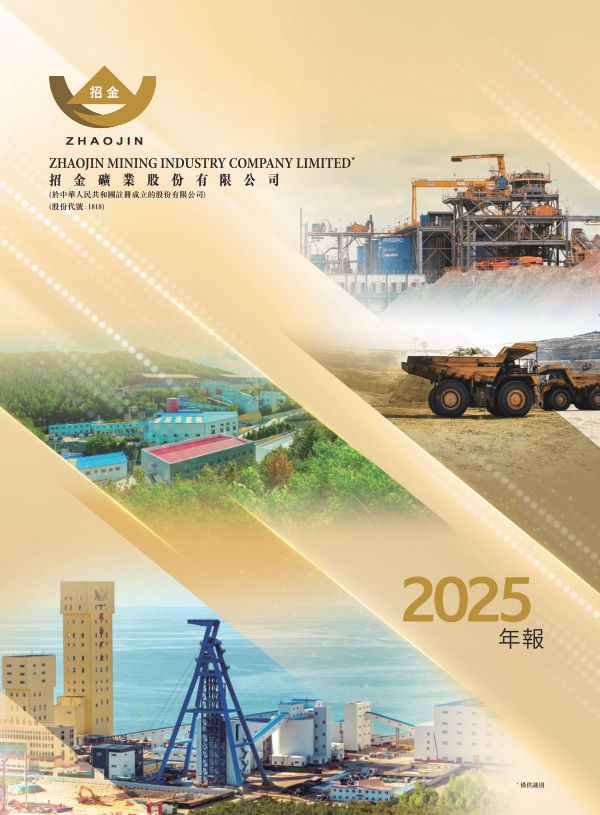 招金
ZHAOJIN
ZHAOJIN MINING INDUSTRY COMPANY LIMITED*
招金礦業股份有限公司
(於中華人民共和國註冊成立的股份有限公司)
(股份代號 : 1818)
2025
年報
* 僅供識別